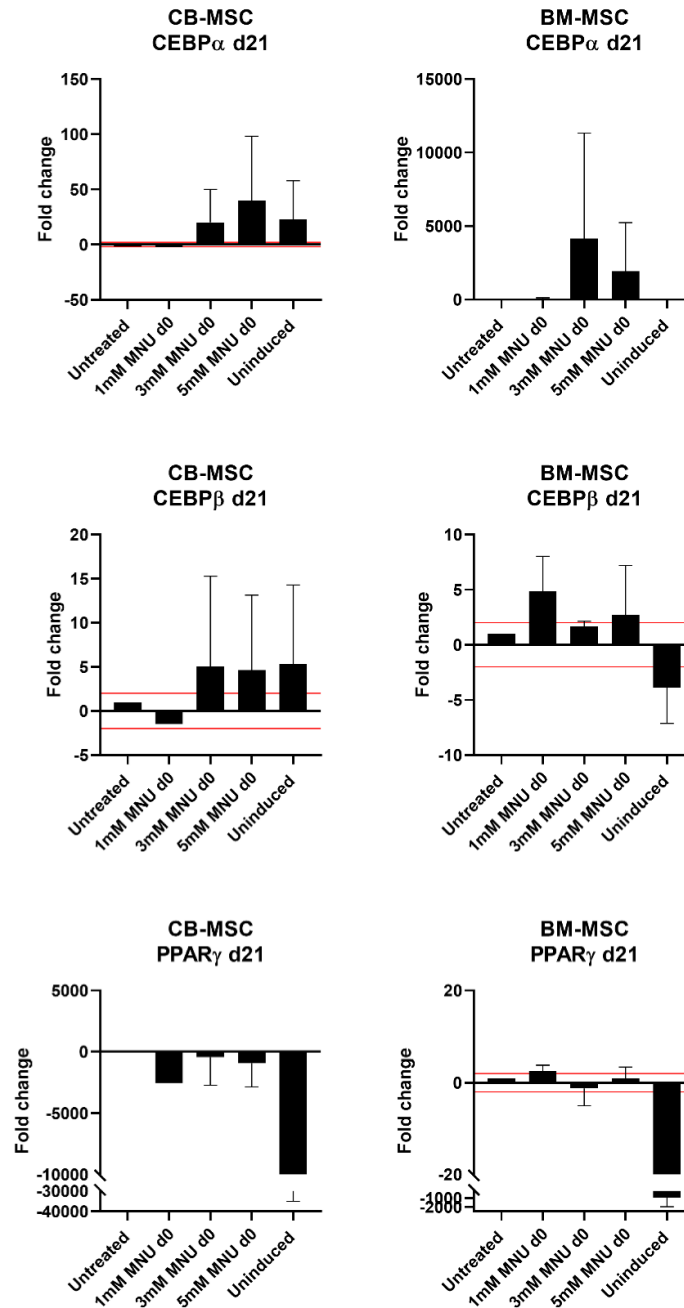 CB-MSC
CEBPα d21
Fold change
150
100
50
0
-50
Untreated
1mM MNU d0
3mM MNU d0
5mM MNU d0
Uninduced
BM-MSC
CEBPα d21
Fold change
15000
10000
5000
0
Untreated
1mM MNU d0
3mM MNU d0
5mM MNU d0
Uninduced
CB-MSC
CEBPβ d21
Fold change
20
15
10
5
0
-5
Untreated
1mM MNU d0
3mM MNU d0
5mM MNU d0
Uninduced
BM-MSC
CEBPβ d21
Fold change
10
5
0
-5
-10
Untreated
1mM MNU d0
3mM MNU d0
5mM MNU d0
Uninduced
CB-MSC
PPARγ d21
Fold change
5000
0
-5000
-10000
-30000
-40000
Untreated
1mM MNU d0
3mM MNU d0
5mM MNU d0
Uninduced
BM-MSC
PPARγ d21
Fold change
20
0
-20
-1000
-2000
Untreated
1mM MNU d0
3mM MNU d0
5mM MNU d0
Uninduced